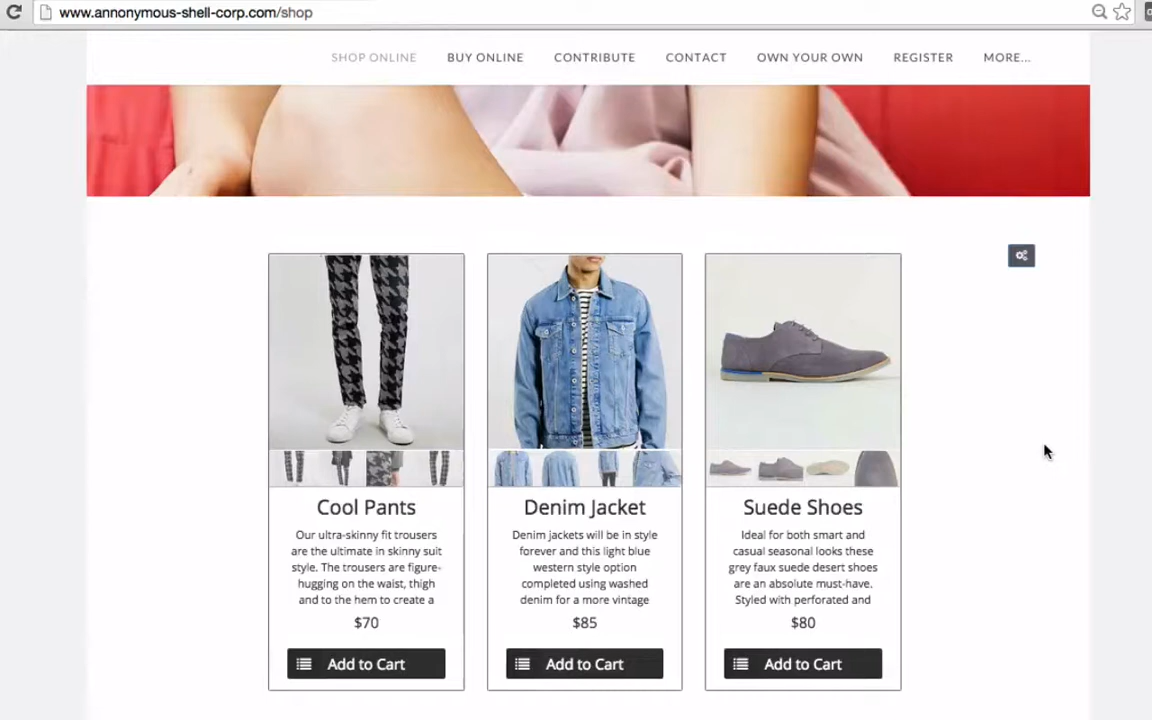 www.annonymous-shell-corp.com/shop
SHOP ONLINE BUY ONLINE CONTRIBUTE CONTACT OWN YOUR OWN REGISTER MORE...
Cool Pants
Our ultra-skinny fit trousers
are the ultimate in skinny suit
style. The trousers are figure-
hugging on the waist, thigh
and to the hem to create a
$70
Add to Cart
Denim Jacket
Denim jackets will be in style
forever and this light blue
western style option
completed using washed
denim for a more vintage
$85
Add to Cart
Suede Shoes
Ideal for both smart and
casual seasonal looks these
grey faux suede desert shoes
are an absolute must-have.
Styled with perforated and
$80
Add to Cart